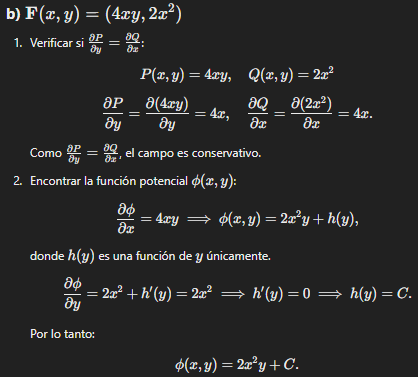 b) F(x, y) = (4xy, 2x²)
1. Verificar si ∂P/∂y = ∂Q/∂x:
P(x, y) = 4xy, Q(x, y) = 2x²
∂P/∂y = ∂(4xy)/∂y = 4x, ∂Q/∂x = ∂(2x²)/∂x = 4x.
Como ∂P/∂y = ∂Q/∂x, el campo es conservativo.
2. Encontrar la función potencial ϕ(x, y):
∂ϕ/∂x = 4xy ⟹ ϕ(x, y) = 2x²y + h(y),
donde h(y) es una función de y únicamente.
∂ϕ/∂y = 2x² + h′(y) = 2x² ⟹ h′(y) = 0 ⟹ h(y) = C.
Por lo tanto:
ϕ(x, y) = 2x²y + C.